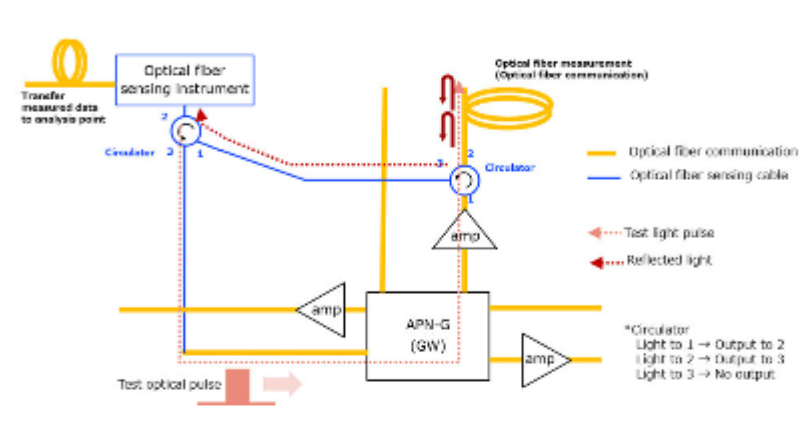 Optical fiber
sensing instrument
Transfer
measured data
to analysis point
Optical fiber measurement
(Optical fiber communication)
2
Circulator
3
1
3
2
Circulator
1
Optical fiber communication
Optical fiber sensing cable
amp
Test light pulse
Reflected light
amp
APN-G
(GW)
amp
*Circulator
Light to 1 → Output to 2
Light to 2 → Output to 3
Light to 3 → No output
Test optical pulse